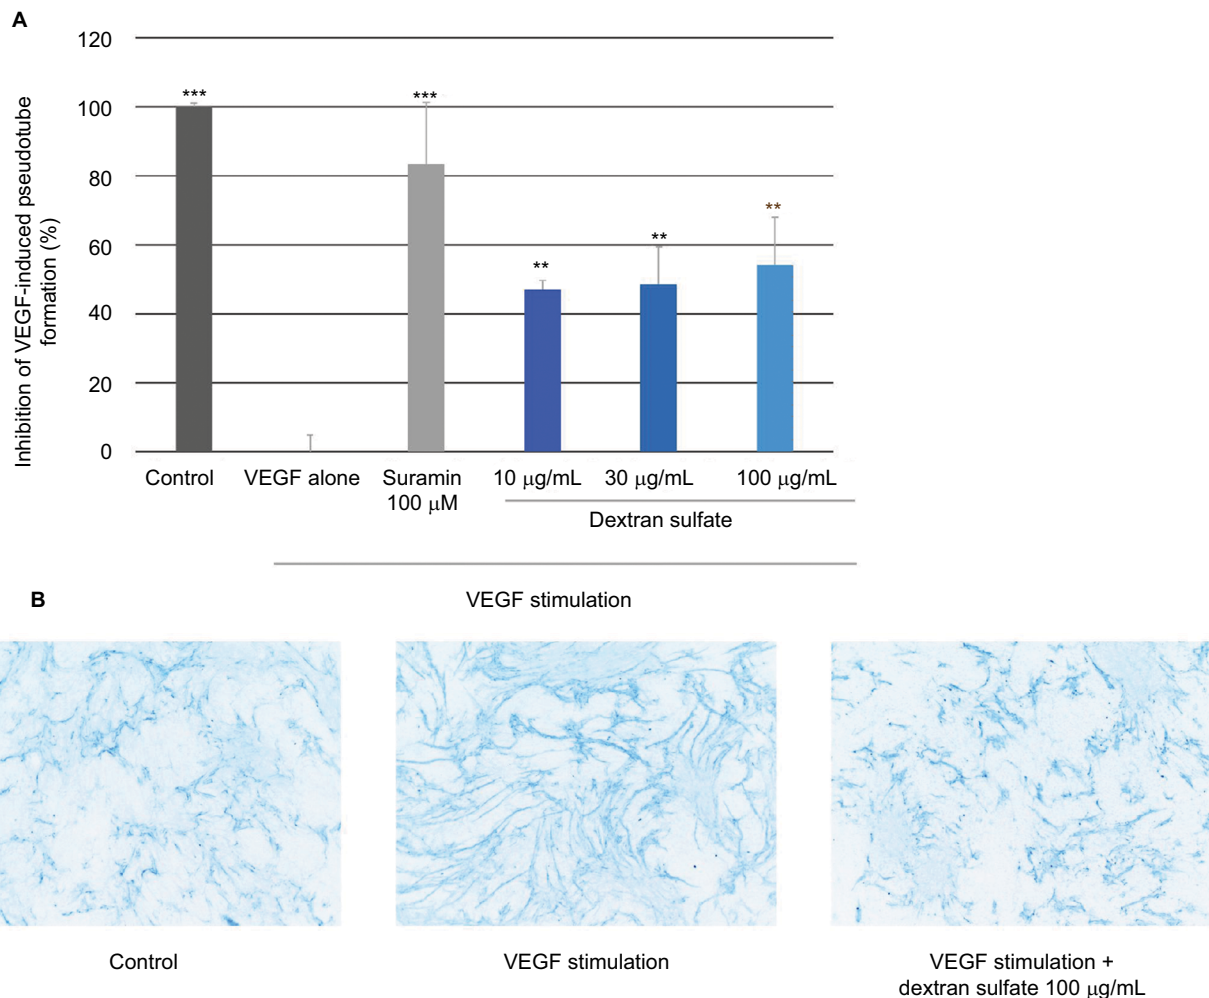 A
Inhibition of VEGF-induced pseudotube
formation (%)
120
100
80
60
40
20
0
***
***
**
**
**
Control
VEGF alone
Suramin
100 μM
10 μg/mL
30 μg/mL
100 μg/mL
Dextran sulfate
VEGF stimulation
B
Control
VEGF stimulation
VEGF stimulation +
dextran sulfate 100 μg/mL